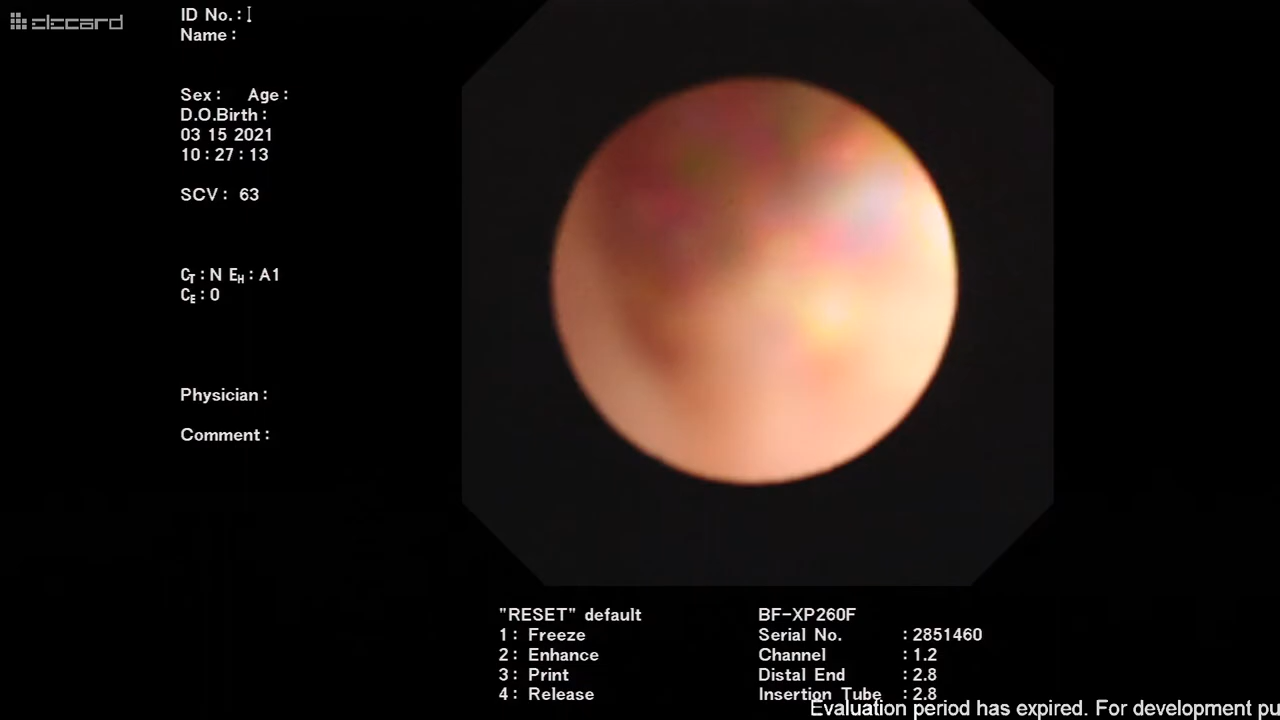 elecard
ID No. :
Name :
Sex : Age :
D.O.Birth :
03 15 2021
10 : 27 : 13
SCV : 63
CT : N EH : A1
CE : 0
Physician :
Comment :
"RESET" default
1 : Freeze
2 : Enhance
3 : Print
4 : Release
BF-XP260F
Serial No. : 2851460
Channel : 1.2
Distal End : 2.8
Insertion Tube : 2.8
Evaluation period has expired. For development pu